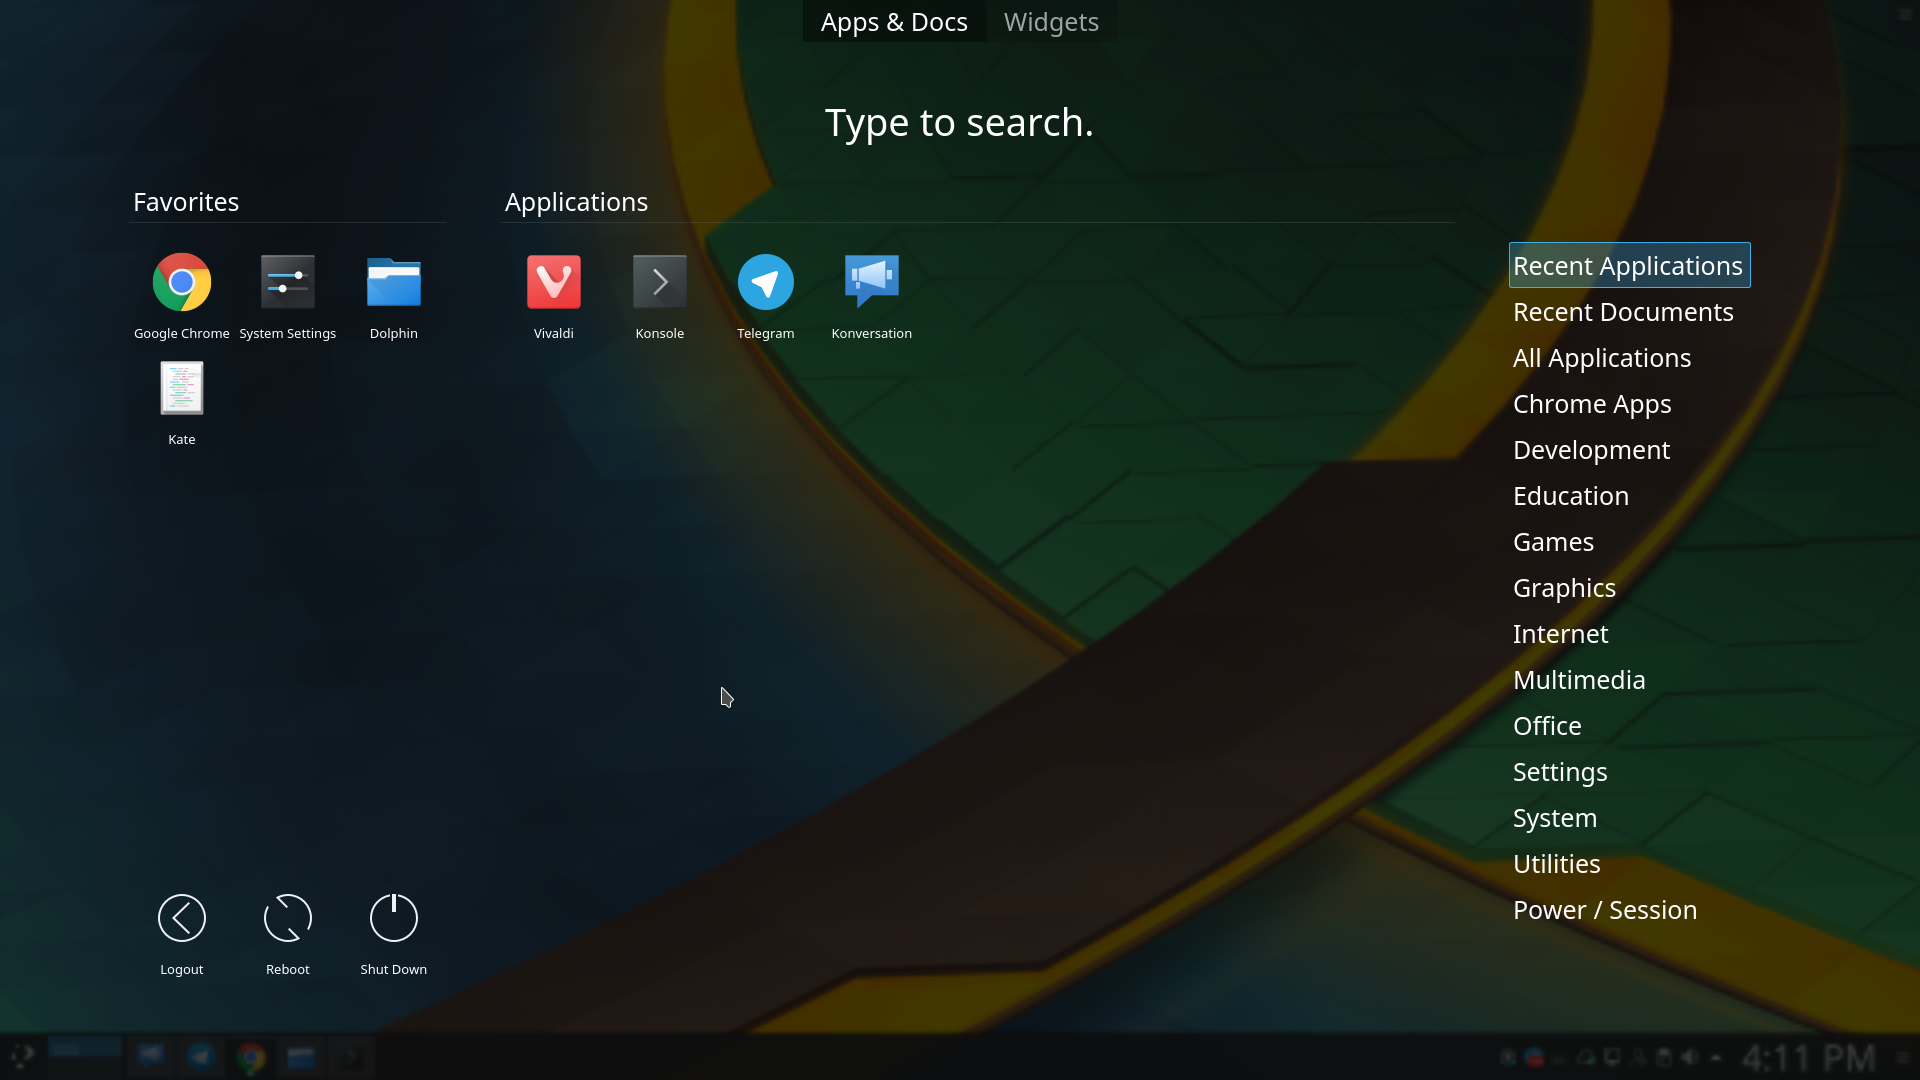 Apps & Docs
Widgets
Type to search.
Favorites
Google Chrome
System Settings
Dolphin
Kate
Applications
Vivaldi
Konsole
Telegram
Konversation
Recent Applications
Recent Documents
All Applications
Chrome Apps
Development
Education
Games
Graphics
Internet
Multimedia
Office
Settings
System
Utilities
Power / Session
Logout
Reboot
Shut Down
4:11 PM